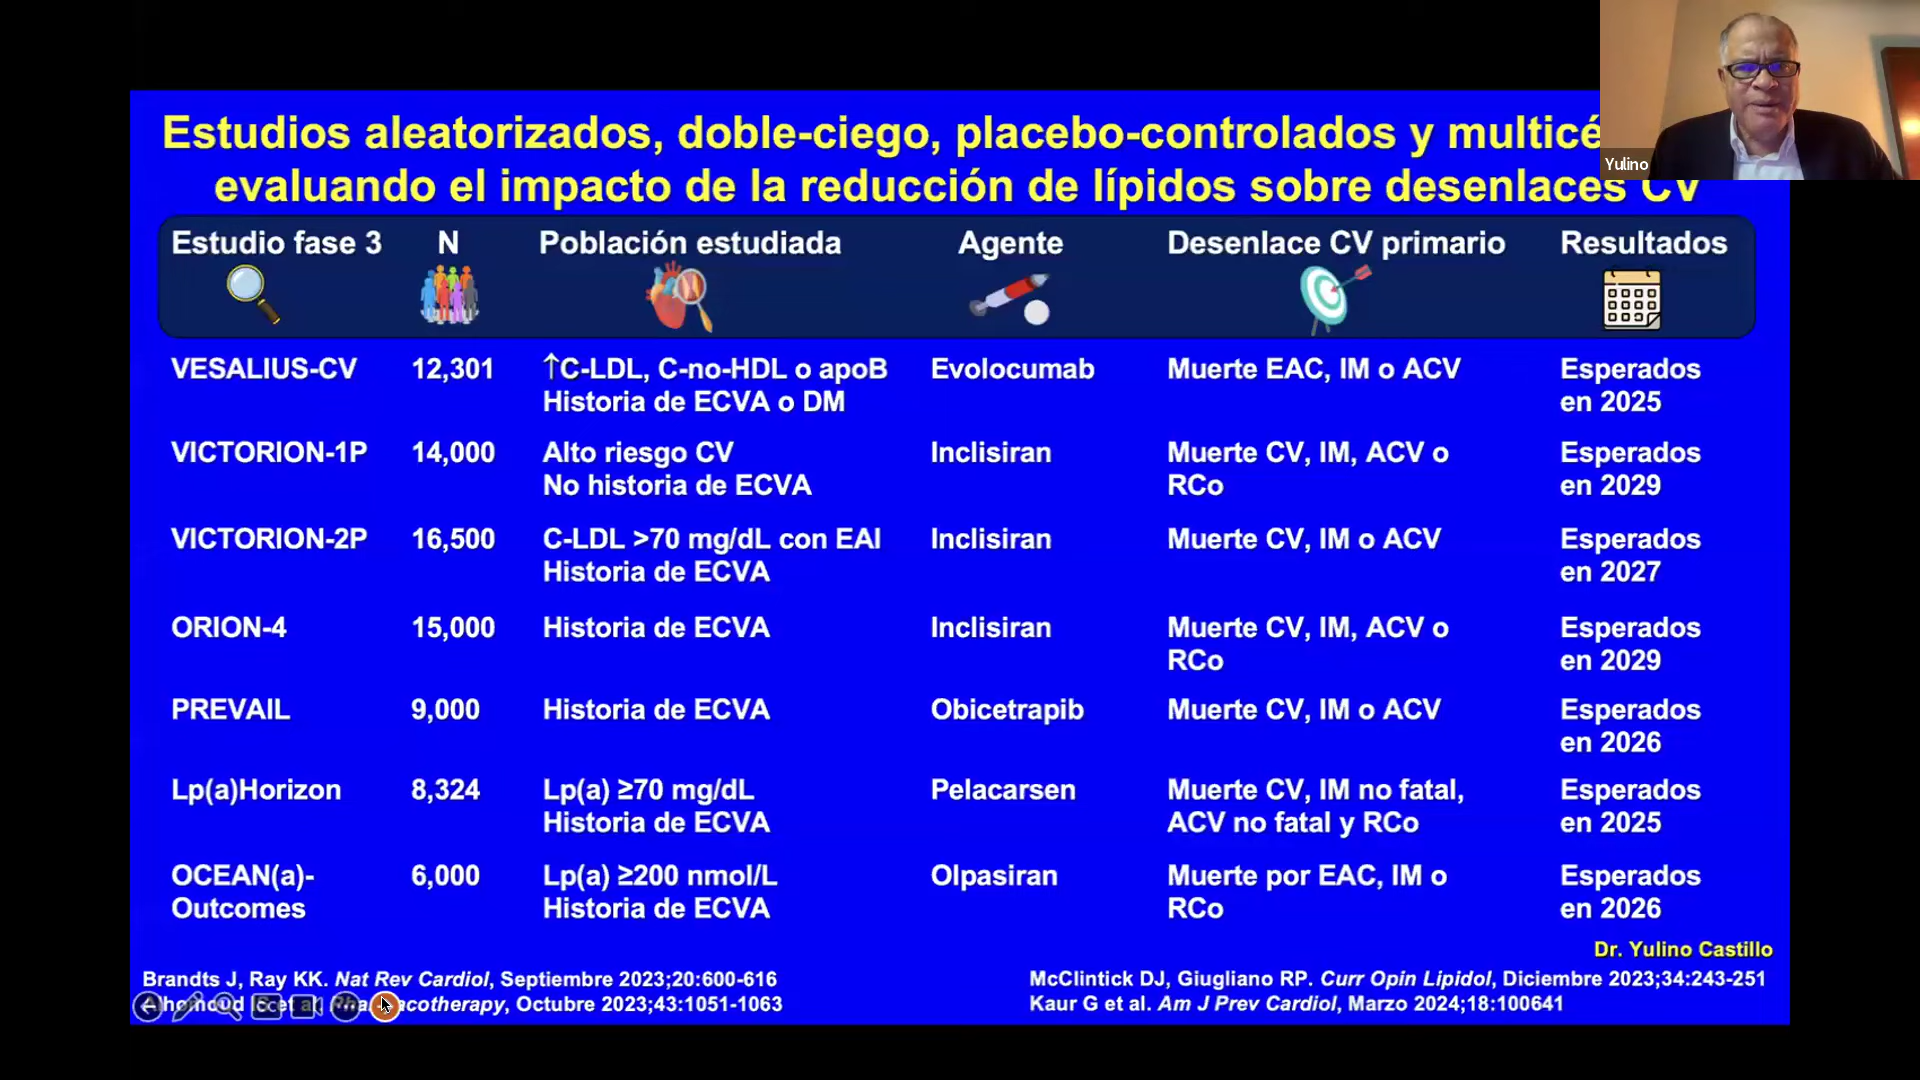 Estudios aleatorizados, doble-ciego, placebo-controlados y
evaluando el impacto de la reducción de lípidos sobre desenlaces CV
Yulino
Estudio fase 3 N Población estudiada Agente Desenlace CV primario Resultados
VESALIUS-CV 12,301 ↑C-LDL, C-no-HDL o apoB Evolocumab Muerte EAC, IM o ACV Esperados
Historia de ECVA o DM en 2025
VICTORION-1P 14,000 Alto riesgo CV Inclisiran Muerte CV, IM, ACV o Esperados
No historia de ECVA RCo en 2029
VICTORION-2P 16,500 C-LDL >70 mg/dL con EAI Inclisiran Muerte CV, IM o ACV Esperados
Historia de ECVA en 2027
ORION-4 15,000 Historia de ECVA Inclisiran Muerte CV, IM, ACV o Esperados
RCo en 2029
PREVAIL 9,000 Historia de ECVA Obicetrapib Muerte CV, IM o ACV Esperados
en 2026
Lp(a)Horizon 8,324 Lp(a) ≥70 mg/dL Pelacarsen Muerte CV, IM no fatal, Esperados
Historia de ECVA ACV no fatal y RCo en 2025
OCEAN(a)- 6,000 Lp(a) ≥200 nmol/L Olpasiran Muerte por EAC, IM o Esperados
Outcomes Historia de ECVA RCo en 2026
Dr. Yulino Castillo
Brandts J, Ray KK. Nat Rev Cardiol, Septiembre 2023;20:600-616 McClintick DJ, Giugliano RP. Curr Opin Lipidol, Diciembre 2023;34:243-251
Octubre 2023;43:1051-1063 Kaur G et al. Am J Prev Cardiol, Marzo 2024;18:100641